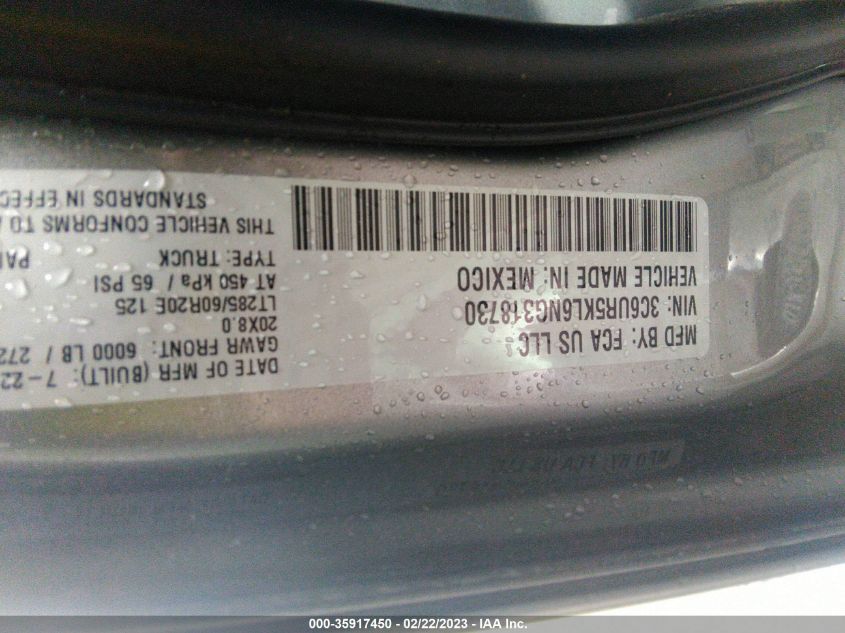 MFD BY: FCA US LLC
VIN: 3C6UR5KL6NG318730
VEHICLE MADE IN: MEXICO
DATE OF MFR (BUILT): 7-22
GAWR FRONT: 6000 LB / 272
20X8.0
LT285/60R20E 125
AT 450 kPa / 65 PSI
TYPE: TRUCK
THIS VEHICLE CONFORMS TO
STANDARDS IN
000-35917450 - 02/22/2023 - IAA Inc.